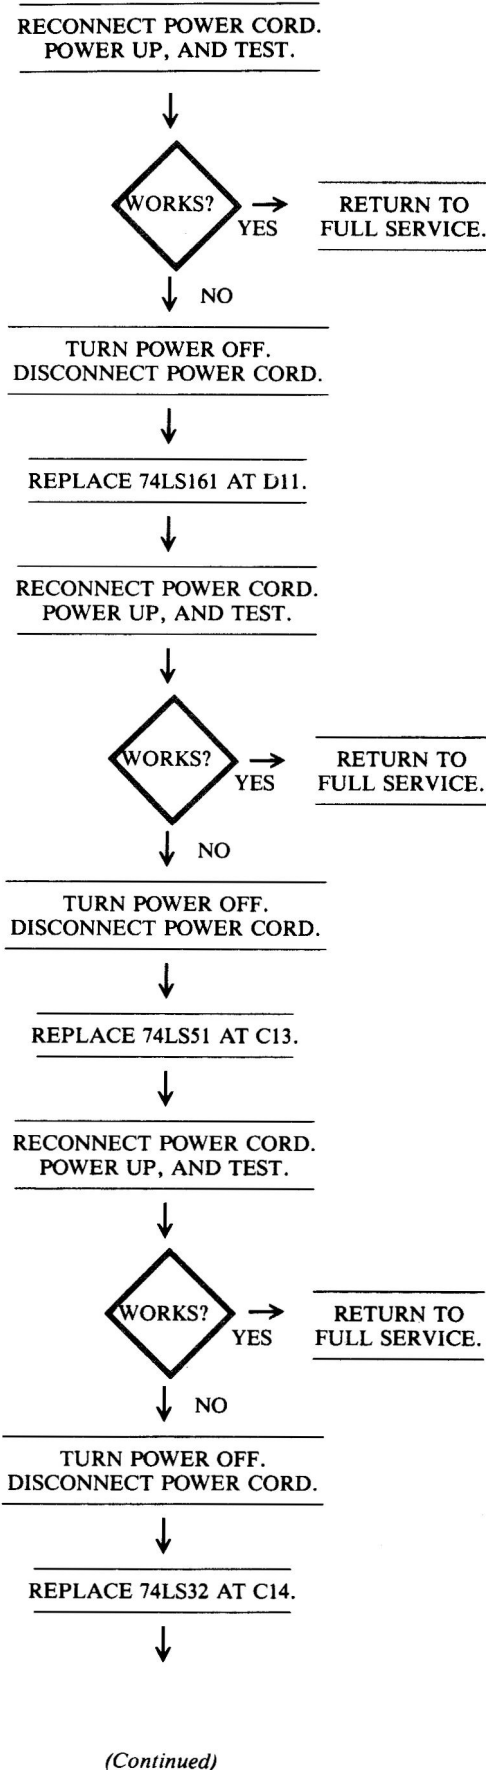 RECONNECT POWER CORD.
POWER UP, AND TEST.
WORKS?
YES
RETURN TO
FULL SERVICE.
NO
TURN POWER OFF.
DISCONNECT POWER CORD.
REPLACE 74LS161 AT D11.
RECONNECT POWER CORD.
POWER UP, AND TEST.
WORKS?
YES
RETURN TO
FULL SERVICE.
NO
TURN POWER OFF.
DISCONNECT POWER CORD.
REPLACE 74LS51 AT C13.
RECONNECT POWER CORD.
POWER UP, AND TEST.
WORKS?
YES
RETURN TO
FULL SERVICE.
NO
TURN POWER OFF.
DISCONNECT POWER CORD.
REPLACE 74LS32 AT C14.
(Continued)